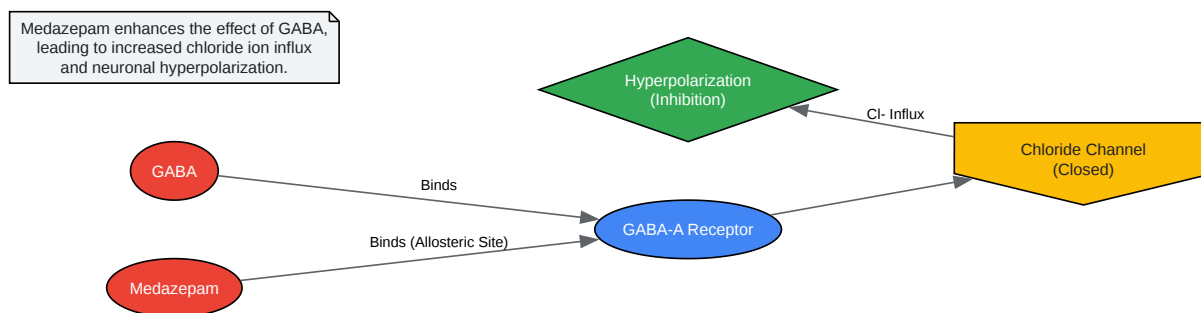 Medazepam enhances the effect of GABA,
leading to increased chloride ion influx
and neuronal hyperpolarization.
Hyperpolarization
(Inhibition)
Cl- Influx
Chloride Channel
(Closed)
GABA
Binds
GABA-A Receptor
Binds (Allosteric Site)
Medazepam